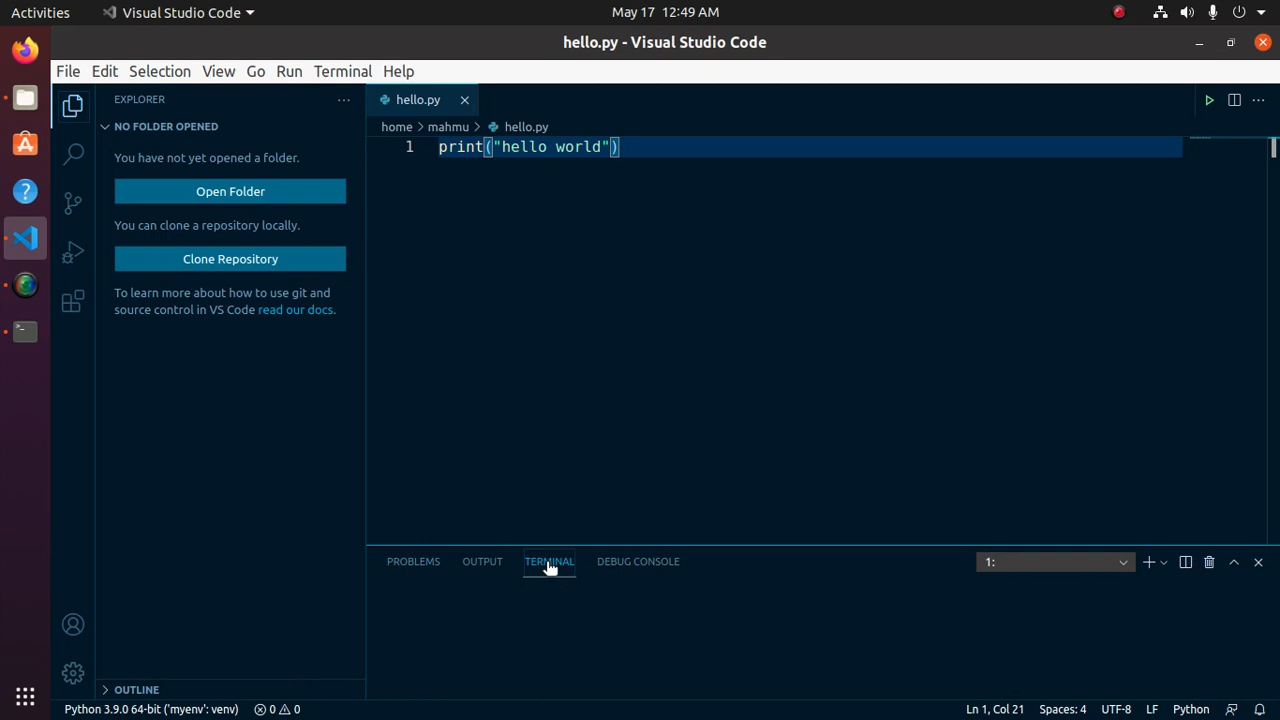 Activities Visual Studio Code May 17 12:49 AM
hello.py - Visual Studio Code
File Edit Selection View Go Run Terminal Help
EXPLORER
NO FOLDER OPENED
You have not yet opened a folder.
Open Folder
You can clone a repository locally.
Clone Repository
To learn more about how to use git and
source control in VS Code read our docs.
OUTLINE
hello.py
home mahmu hello.py
1 print("hello world")
PROBLEMS OUTPUT TERMINAL DEBUG CONSOLE 1:
Python 3.9.0 64-bit ('myenv': venv) 0 0 Ln 1, Col 21 Spaces: 4 UTF-8 LF Python